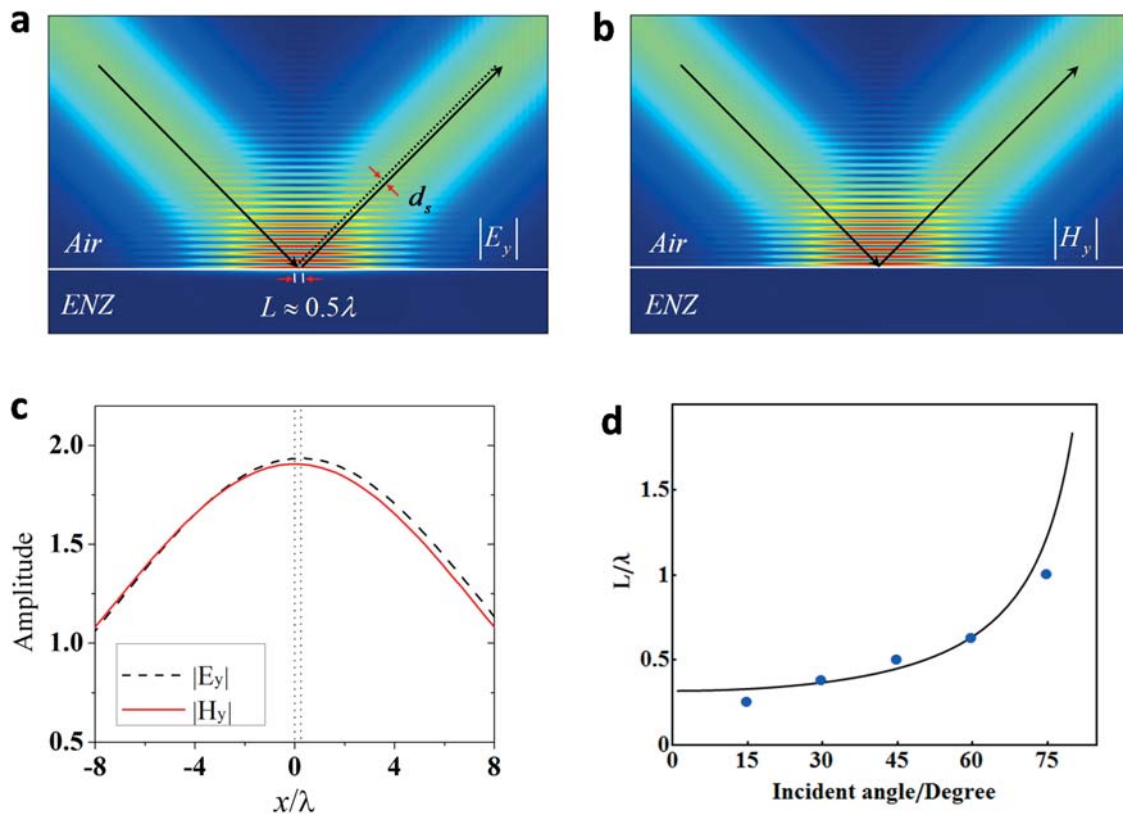 a
d_s
Air
|E_y|
ENZ
L ≈ 0.5λ
b
Air
|H_y|
ENZ
c
2.0
1.5
1.0
0.5
Amplitude
|Ey|
|Hy|
-8 -4 0 4 8
x/λ
d
1.5
1
0.5
0
L/λ
0 15 30 45 60 75
Incident angle/Degree